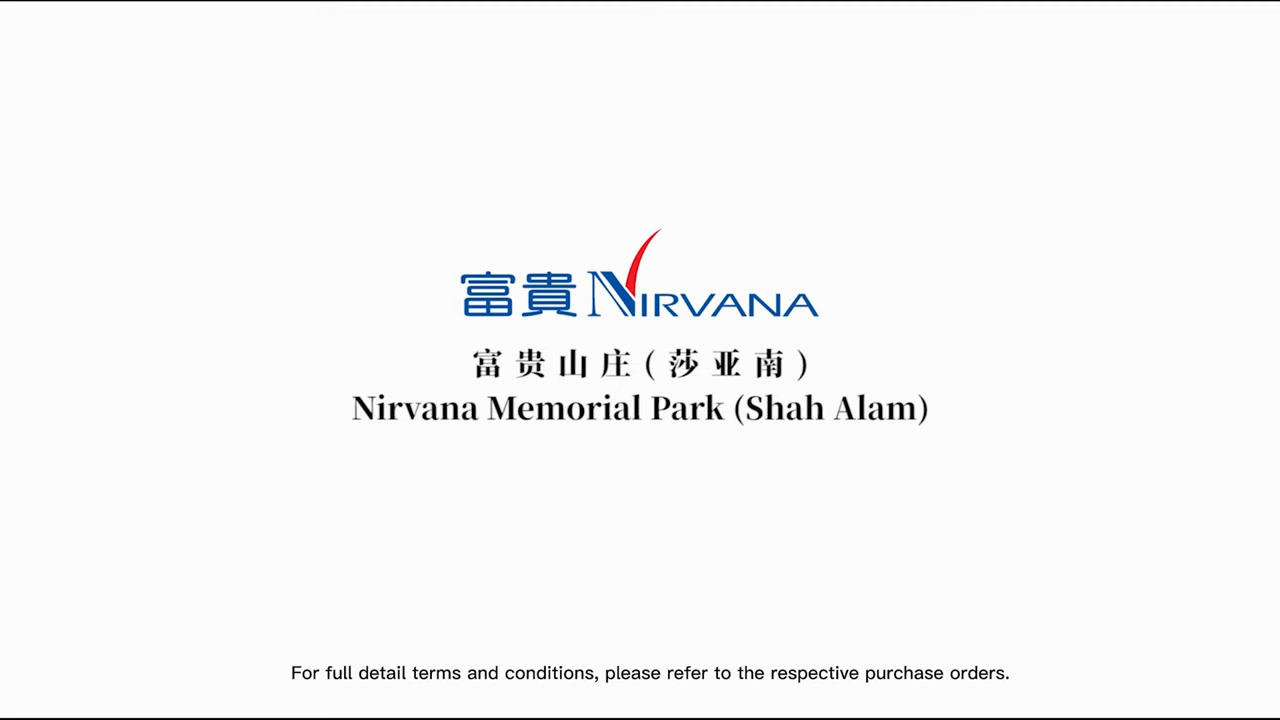 富貴 NIRVANA
富贵山庄(莎亚南)
Nirvana Memorial Park (Shah Alam)
For full detail terms and conditions, please refer to the respective purchase orders.